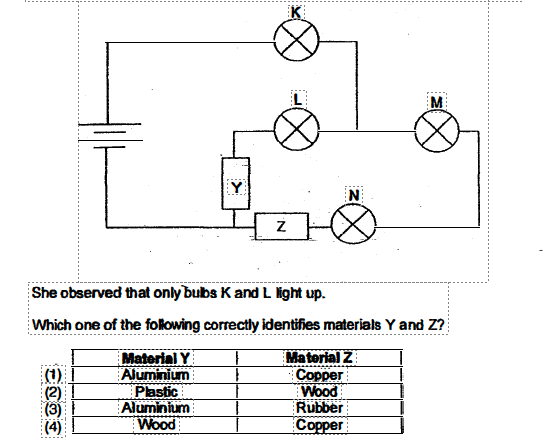 K
L
M
Y
N
Z
She observed that only bulbs K and L light up.
Which one of the following correctly identifies materials Y and Z?
Material Y Material Z
(1) Aluminium Copper
(2) Plastic Wood
(3) Aluminium Rubber
(4) Wood Copper